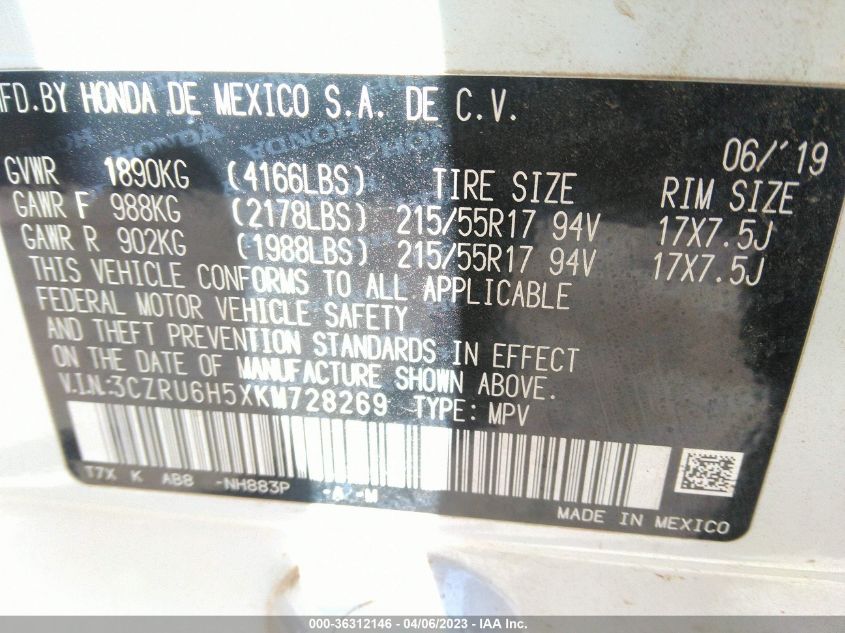 MFD.BY HONDA DE MEXICO S.A. DE C.V.
06/'19
GVWR 1890KG (4166LBS) TIRE SIZE RIM SIZE
GAWR F 988KG (2178LBS) 215/55R17 94V 17X7.5J
GAWR R 902KG (1988LBS) 215/55R17 94V 17X7.5J
THIS VEHICLE CONFORMS TO ALL APPLICABLE
FEDERAL MOTOR VEHICLE SAFETY
AND THEFT PREVENTION STANDARDS IN EFFECT
ON THE DATE OF MANUFACTURE SHOWN ABOVE.
V.I.N:3CZRU6H5XKM728269 TYPE: MPV
T7X K AB8 -NH883P -A -M
MADE IN MEXICO
000-36312146 - 04/06/2023 - IAA Inc.